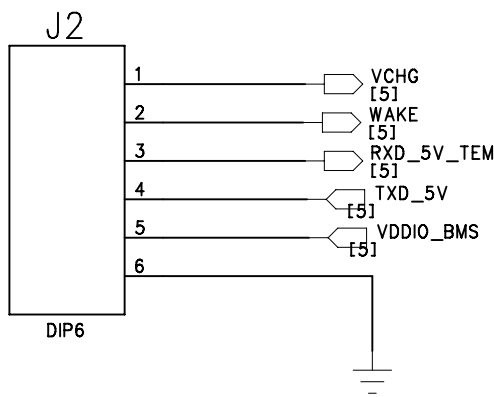 J2
1
VCHG
[5]
2
WAKE
[5]
3
RXD_5V_TEM
[5]
4
TXD_5V
[5]
5
VDDIO_BMS
[5]
6
DIP6